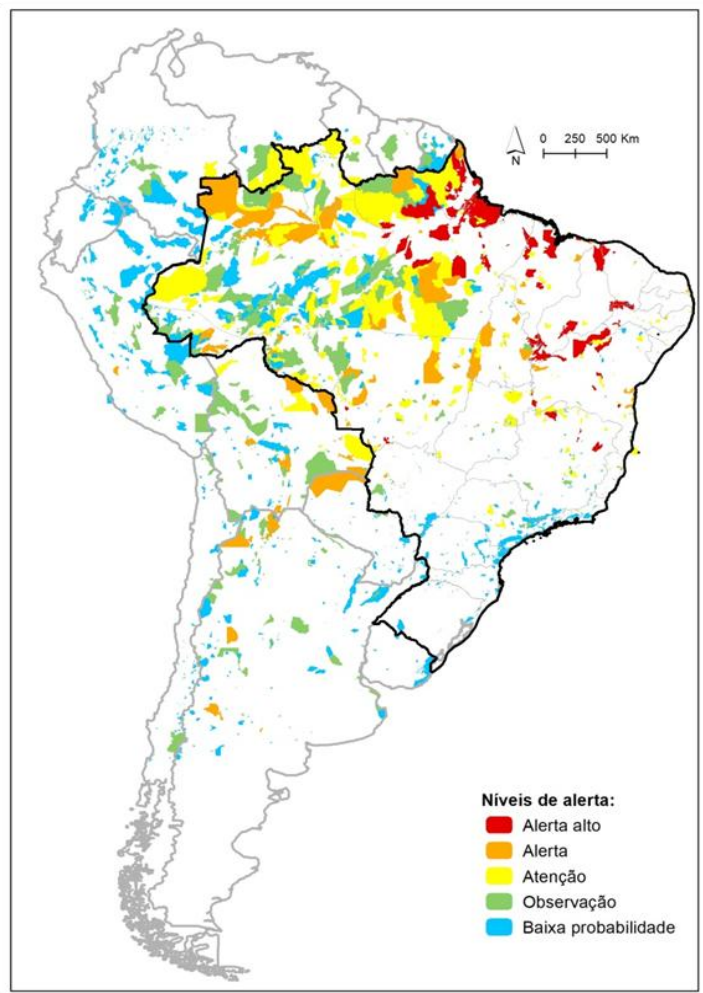 N
0 250 500 Km
Níveis de alerta:
Alerta alto
Alerta
Atenção
Observação
Baixa probabilidade